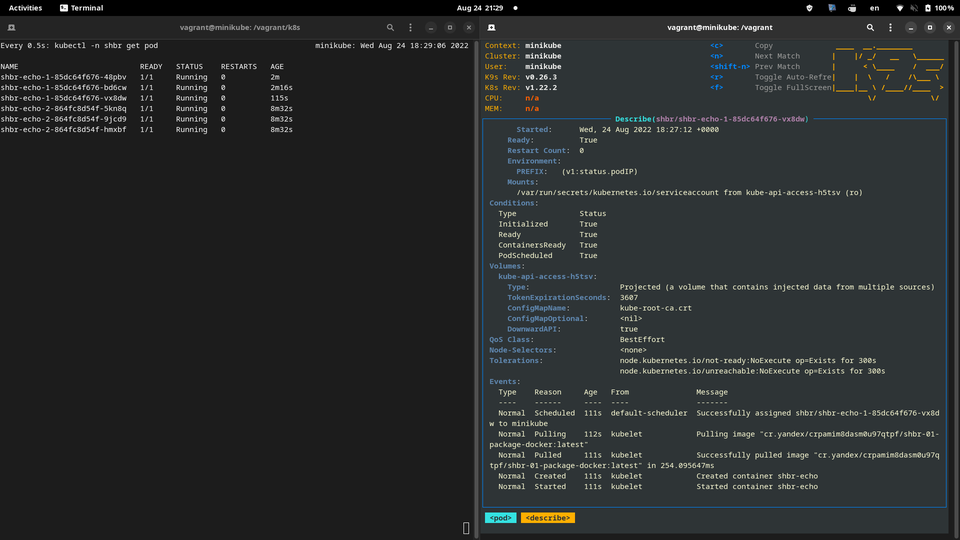 Activities Terminal Aug 24 21:29 en 100 %
vagrant@minikube: /vagrant/k8s
Every 0.5s: kubectl -n shbr get pod minikube: Wed Aug 24 18:29:06 2022
NAME READY STATUS RESTARTS AGE
shbr-echo-1-85dc64f676-48pbv 1/1 Running 0 2m
shbr-echo-1-85dc64f676-bd6cw 1/1 Running 0 2m16s
shbr-echo-1-85dc64f676-vx8dw 1/1 Running 0 115s
shbr-echo-2-864fc8d54f-5kn8q 1/1 Running 0 8m32s
shbr-echo-2-864fc8d54f-9jcd9 1/1 Running 0 8m32s
shbr-echo-2-864fc8d54f-hmxbf 1/1 Running 0 8m32s
vagrant@minikube: /vagrant
Context: minikube <c> Copy
Cluster: minikube <n> Next Match
User: minikube <shift-n> Prev Match
K9s Rev: v0.26.3 <r> Toggle Auto-Refre
K8s Rev: v1.22.2 <f> Toggle FullScreen
CPU: n/a
MEM: n/a
Describe(shbr/shbr-echo-1-85dc64f676-vx8dw)
Started: Wed, 24 Aug 2022 18:27:12 +0000
Ready: True
Restart Count: 0
Environment:
PREFIX: (v1:status.podIP)
Mounts:
/var/run/secrets/kubernetes.io/serviceaccount from kube-api-access-h5tsv (ro)
Conditions:
Type Status
Initialized True
Ready True
ContainersReady True
PodScheduled True
Volumes:
kube-api-access-h5tsv:
Type: Projected (a volume that contains injected data from multiple sources)
TokenExpirationSeconds: 3607
ConfigMapName: kube-root-ca.crt
ConfigMapOptional: <nil>
DownwardAPI: true
QoS Class: BestEffort
Node-Selectors: <none>
Tolerations: node.kubernetes.io/not-ready:NoExecute op=Exists for 300s
node.kubernetes.io/unreachable:NoExecute op=Exists for 300s
Events:
Type Reason Age From Message
---- ------ ---- ---- -------
Normal Scheduled 111s default-scheduler Successfully assigned shbr/shbr-echo-1-85dc64f676-vx8d
w to minikube
Normal Pulling 112s kubelet Pulling image "cr.yandex/crpamim8dasm0u97qtpf/shbr-01-
package-docker:latest"
Normal Pulled 111s kubelet Successfully pulled image "cr.yandex/crpamim8dasm0u97q
tpf/shbr-01-package-docker:latest" in 254.095647ms
Normal Created 111s kubelet Created container shbr-echo
Normal Started 111s kubelet Started container shbr-echo
<pod> <describe>